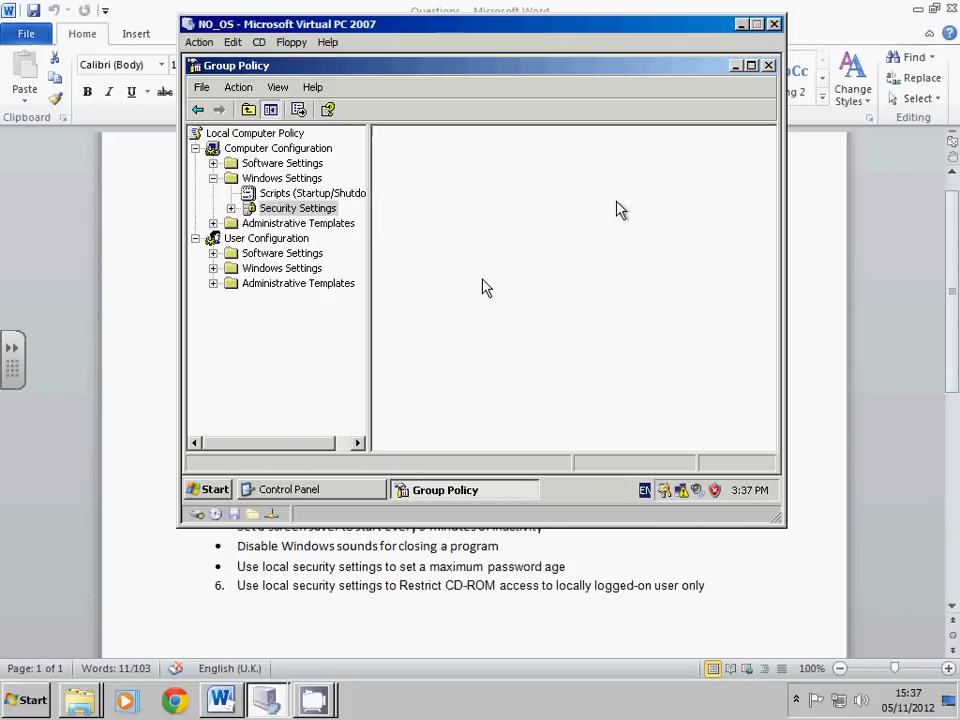 Questions - Microsoft Word
File
Home
Insert
Calibri (Body)
Paste
B I U abc
Clipboard
Change
Styles
Find
Replace
Select
Editing
NO_OS - Microsoft Virtual PC 2007
Action Edit CD Floppy Help
Group Policy
File Action View Help
Local Computer Policy
Computer Configuration
Software Settings
Windows Settings
Scripts (Startup/Shutdo
Security Settings
Administrative Templates
User Configuration
Software Settings
Windows Settings
Administrative Templates
Start Control Panel Group Policy EN 3:37 PM
• Disable Windows sounds for closing a program
• Use local security settings to set a maximum password age
6. Use local security settings to Restrict CD-ROM access to locally logged-on user only
Page: 1 of 1 Words: 11/103 English (U.K.) 100%
Start 15:37
05/11/2012